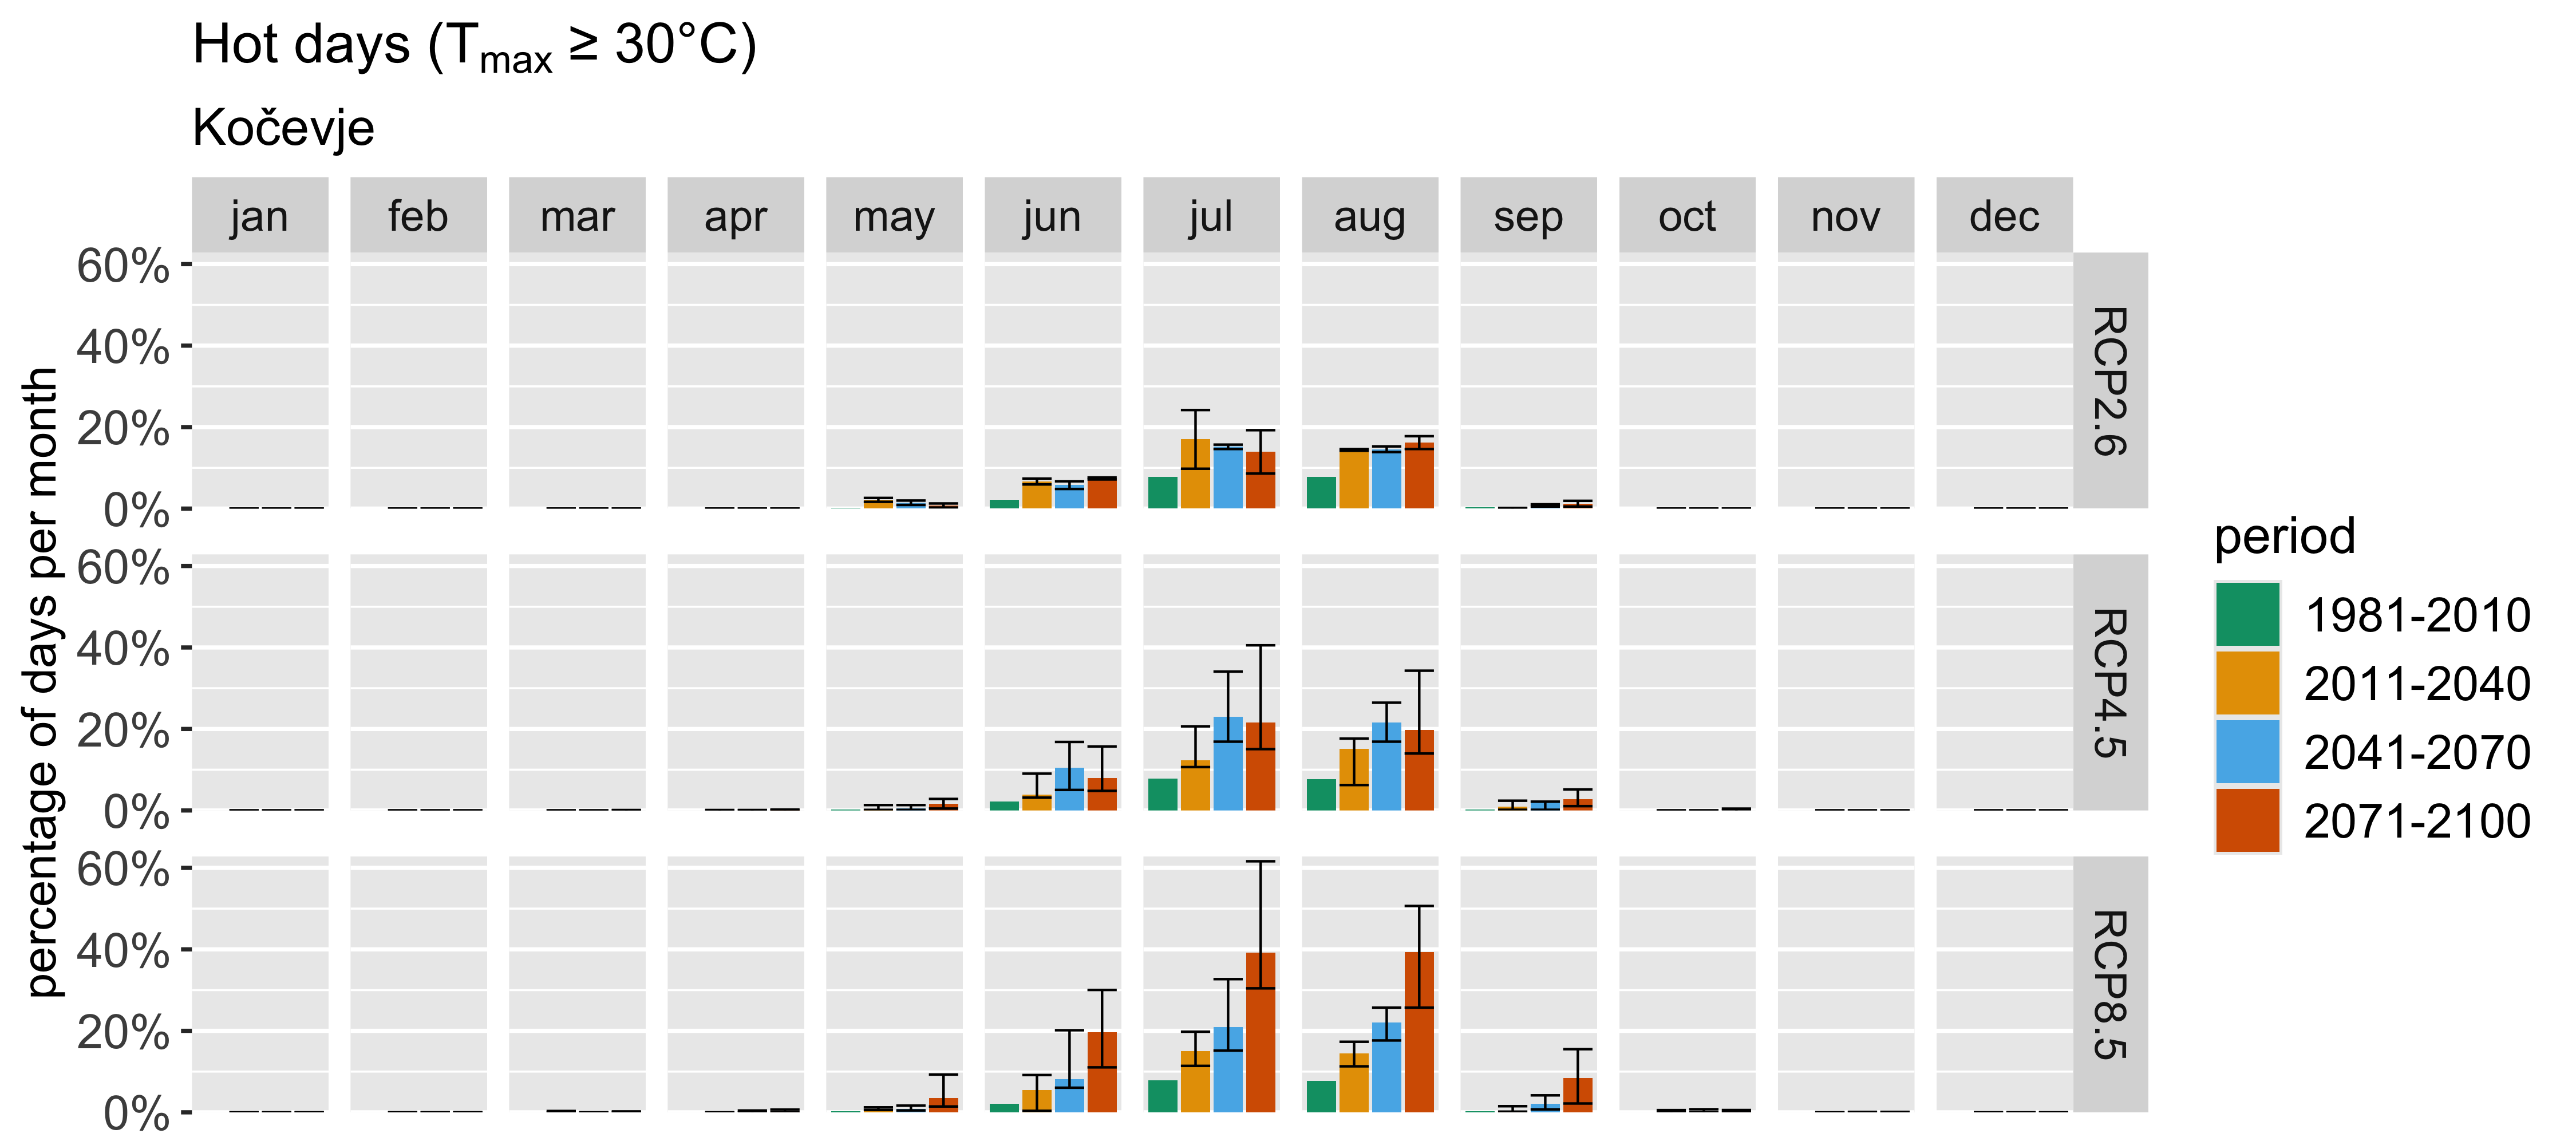 Hot days (Tmax ≥ 30°C)
Kočevje
jan feb mar apr may jun jul aug sep oct nov dec
percentage of days per month
60%
40%
20%
0%
RCP2.6
60%
40%
20%
0%
RCP4.5
60%
40%
20%
0%
RCP8.5
period
1981-2010
2011-2040
2041-2070
2071-2100